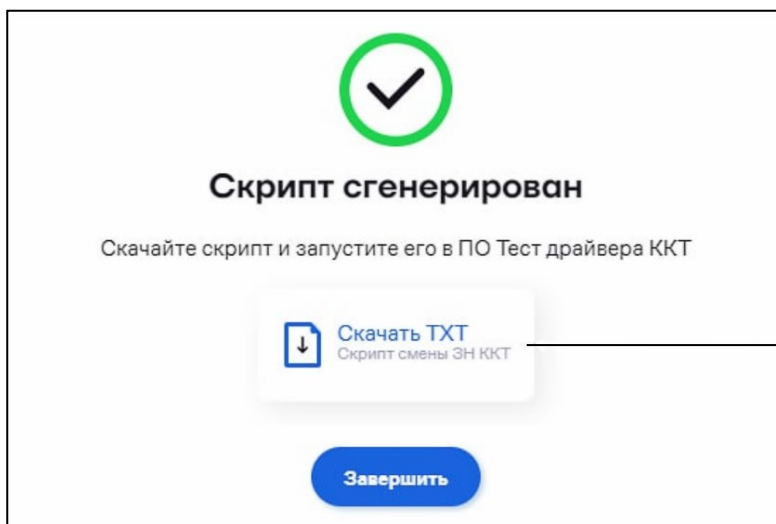 Скрипт сгенерирован
Скачайте скрипт и запустите его в ПО Тест драйвера ККТ
Скачать TXT
Скрипт смены ЗН ККТ
Завершить